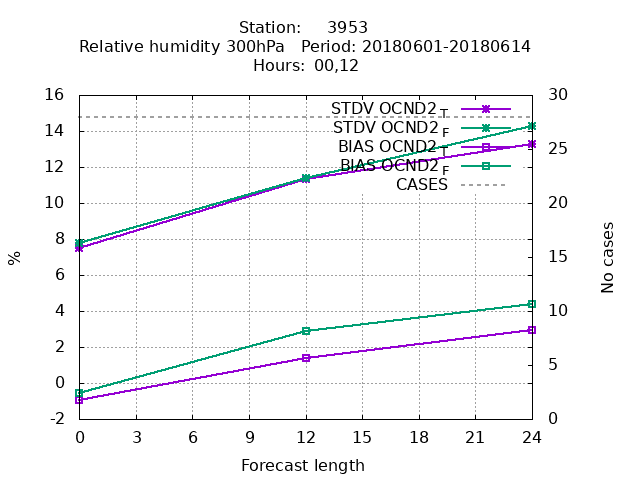 Station: 3953
Relative humidity 300hPa Period: 20180601-20180614
Hours: 00,12
16
14
12
10
8
6
4
2
0
-2
%
STDV OCND2 T
STDV OCND2 F
BIAS OCND2 T
BIAS OCND2 F
CASES
30
25
20
15
10
5
0
No cases
0 3 6 9 12 15 18 21 24
Forecast length